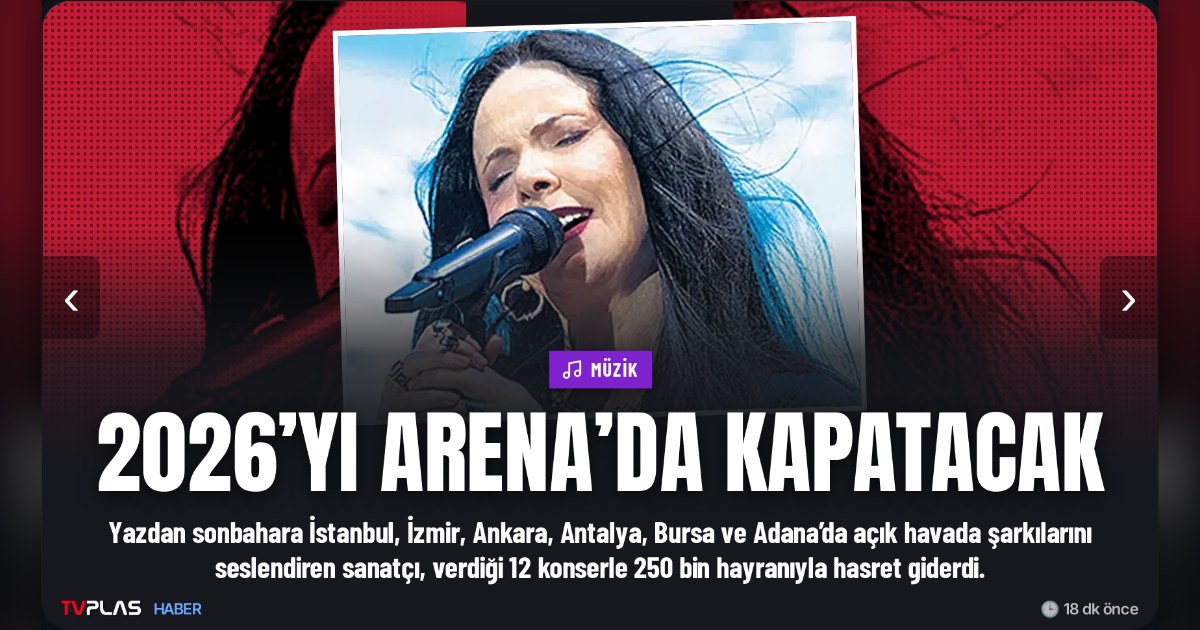 MÜZİK
2026’YI ARENA’DA KAPATACAK
Yazdan sonbahara İstanbul, İzmir, Ankara, Antalya, Bursa ve Adana’da açık havada şarkılarını
seslendiren sanatçı, verdiği 12 konserle 250 bin hayranıyla hasret giderdi.
TVPLAS HABER
18 dk önce